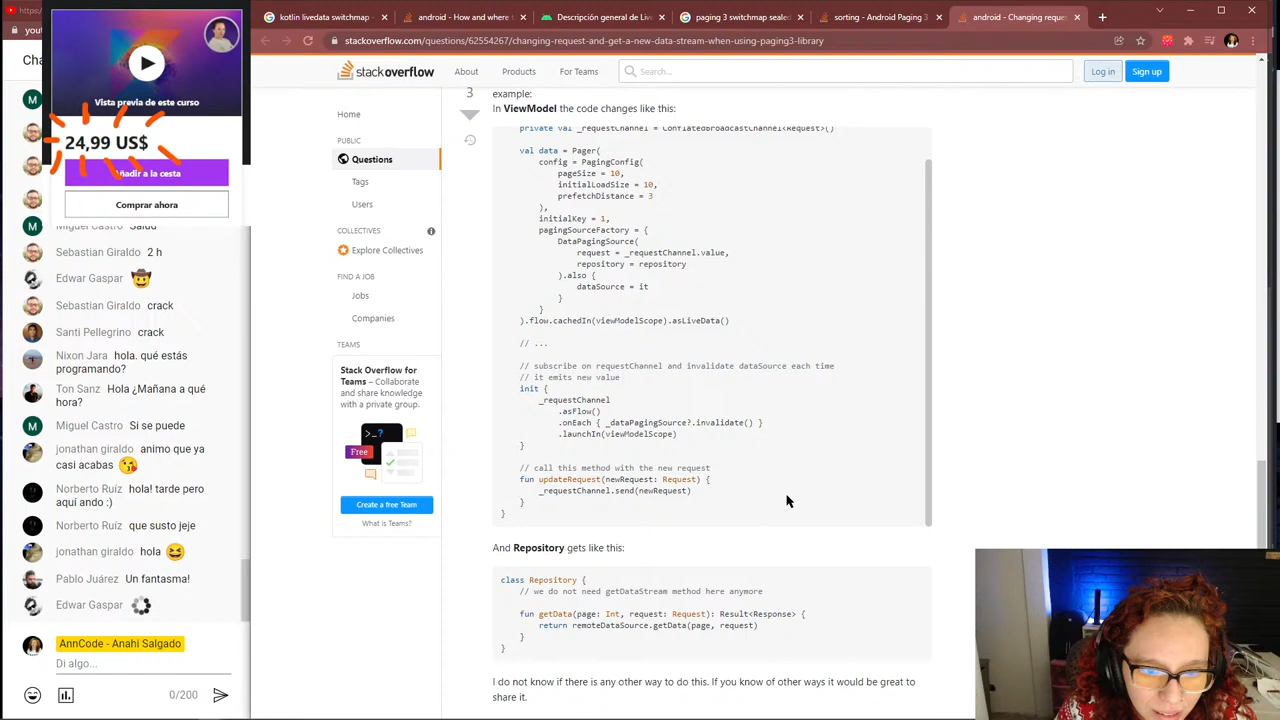 kotlin livedata switchmap
android - How and where t
Descripción general de Live
paging 3 switchmap sealed
sorting - Android Paging 3
android - Changing reques
stackoverflow.com/questions/62554267/changing-request-and-get-a-new-data-stream-when-using-paging3-library
Vista previa de este curso
24,99 US$
Añadir a la cesta
Comprar ahora
Miguel Castro Salud
Sebastian Giraldo 2 h
Edwar Gaspar
Sebastian Giraldo crack
Santi Pellegrino crack
Nixon Jara hola. qué estás
programando?
Ton Sanz Hola ¿Mañana a qué
hora?
Miguel Castro Si se puede
jonathan giraldo animo que ya
casi acabas
Norberto Ruíz hola! tarde pero
aquí ando :)
Norberto Ruíz que susto jeje
jonathan giraldo hola
Pablo Juárez Un fantasma!
Edwar Gaspar
AnnCode - Anahi Salgado
Di algo...
0/200
stackoverflow
About
Products
For Teams
Search...
Log in
Sign up
Home
PUBLIC
Questions
Tags
Users
COLLECTIVES
Explore Collectives
FIND A JOB
Jobs
Companies
TEAMS
Stack Overflow for
Teams – Collaborate
and share knowledge
with a private group.
Free
Create a free Team
What is Teams?
3
example:
In ViewModel the code changes like this:
private val _requestChannel = ConflatedBroadcastChannel<Request>()
val data = Pager(
config = PagingConfig(
pageSize = 10,
initialLoadSize = 10,
prefetchDistance = 3
),
initialKey = 1,
pagingSourceFactory = {
DataPagingSource(
request = _requestChannel.value,
repository = repository
).also {
dataSource = it
}
}
).flow.cachedIn(viewModelScope).asLiveData()
// ...
// subscribe on requestChannel and invalidate dataSource each time
// it emits new value
init {
_requestChannel
.asFlow()
.onEach { _dataPagingSource?.invalidate() }
.launchIn(viewModelScope)
}
// call this method with the new request
fun updateRequest(newRequest: Request) {
_requestChannel.send(newRequest)
}
}
And Repository gets like this:
class Repository {
// we do not need getDataStream method here anymore
fun getData(page: Int, request: Request): Result<Response> {
return remoteDataSource.getData(page, request)
}
}
I do not know if there is any other way to do this. If you know of other ways it would be great to
share it.